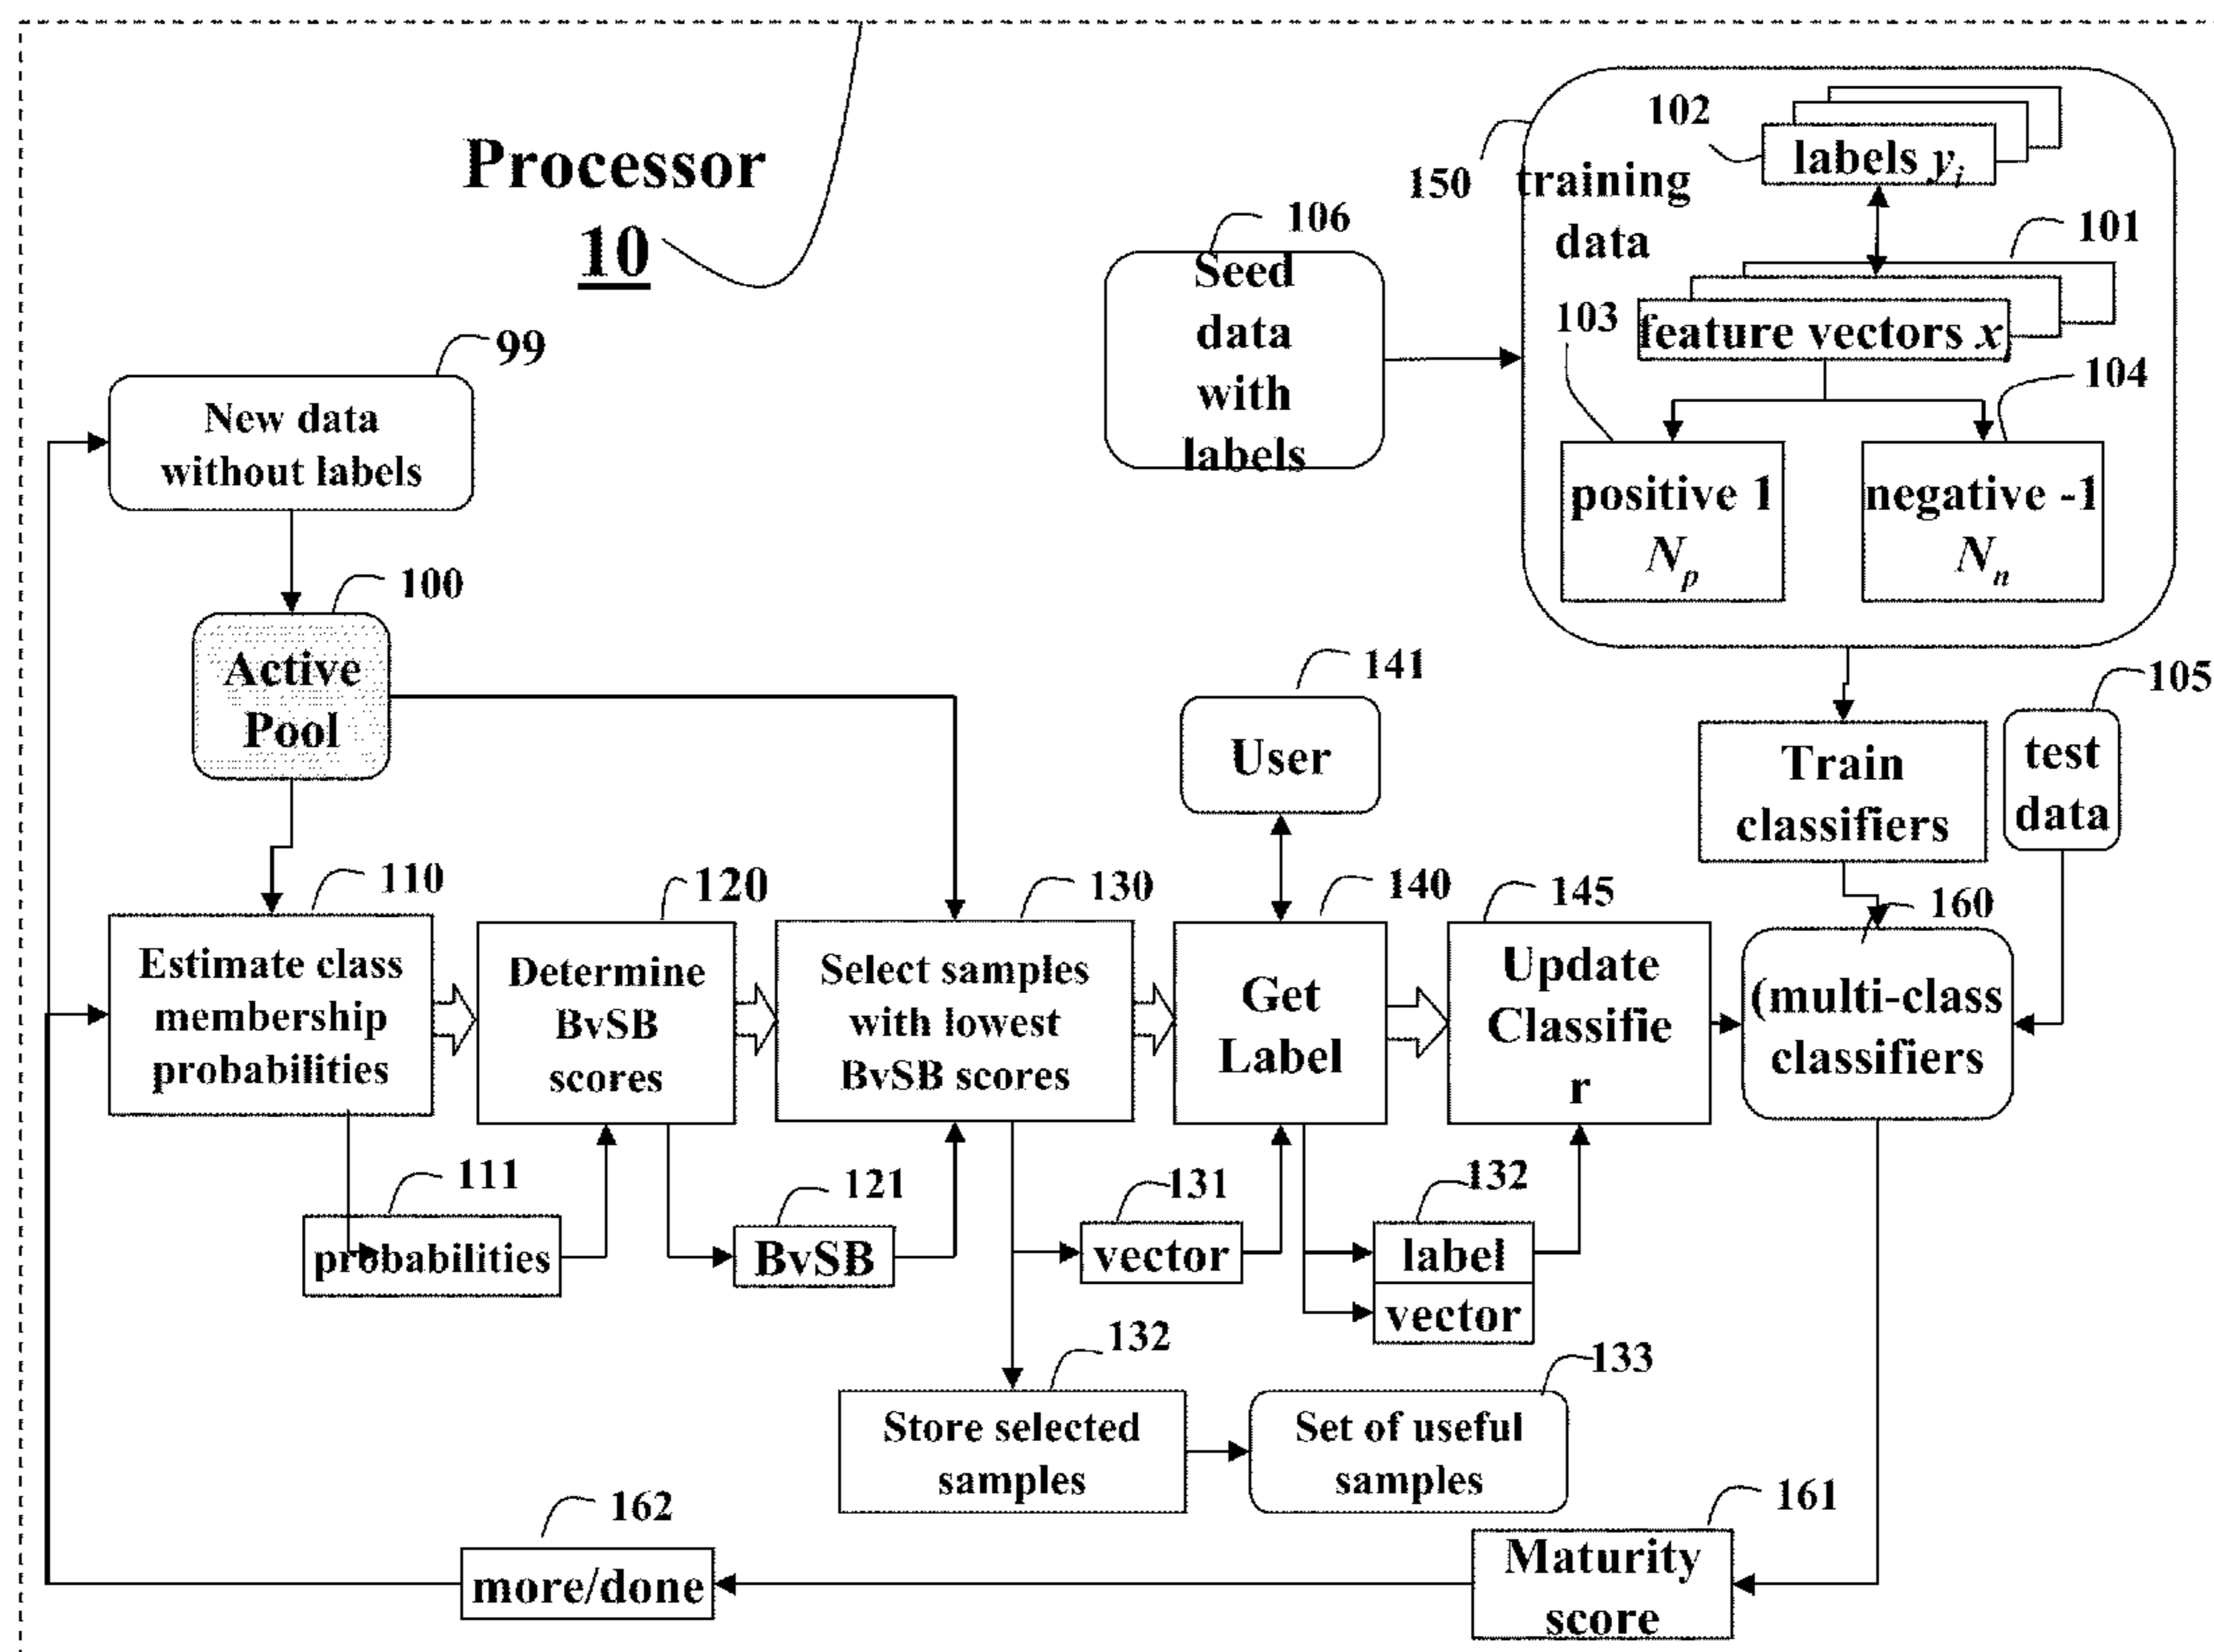 Processor
10
102
labels yi
150
training
data
101
106
Seed
data
with
labels
103
feature vectors x
104
99
New data
without labels
positive 1
Np
negative -1
Nn
100
Active
Pool
141
User
105
test
data
Train
classifiers
110
Estimate class
membership
probabilities
120
Determine
BvSB
scores
130
Select samples
with lowest
BvSB scores
140
Get
Label
145
Update
Classifie
r
160
(multi-class
classifiers
111
probabilities
121
BvSB
131
vector
132
label
vector
132
Store selected
samples
133
Set of useful
samples
162
more/done
161
Maturity
score